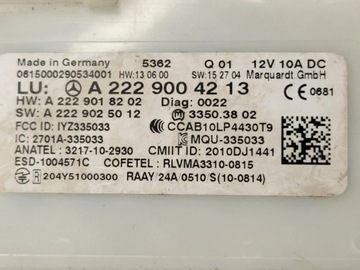 Made in Germany 5362 Q 01 12V 10A DC
0615000290534001 HW:13 06 00 SW:15 27 04 Marquardt GmbH
LU: A 222 900 42 13 CE 0681
HW: A 222 901 82 02 Diag: 0022
SW: A 222 902 50 12 3350.3802
FCC ID: IYZ335033 CCAB10LP4430T9
IC: 2701A-335033 MQU-335033
ANATEL: 3217-10-2930 CMIIT ID: 2010DJ1441
ESD-1004571C COFETEL: RLVMA3310-0815
R 204Y51000300 RAAY 24A/0510/S(10-0814)